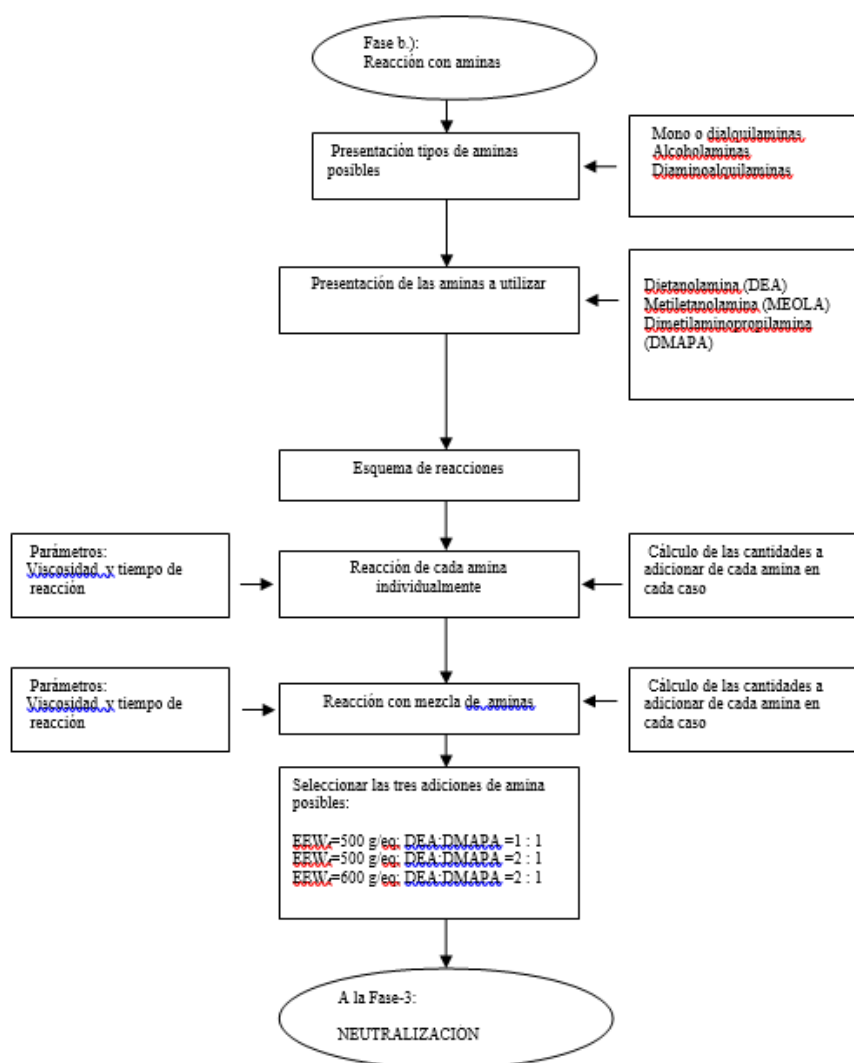 Fase b.):
Reacción con aminas
Presentación tipos de aminas
posibles
Mono o dialquilaminas
Alcoholaminas
Diaminoalquilaminas
Presentación de las aminas a utilizar
Dietanolamina (DEA)
Metiletanolamina (MEOLA)
Dimetilaminopropilamina
(DMAPA)
Esquema de reacciones
Parámetros:
Viscosidad y tiempo de
reacción
Reacción de cada amina
individualmente
Cálculo de las cantidades a
adicionar de cada amina en
cada caso
Parámetros:
Viscosidad y tiempo de
reacción
Reacción con mezcla de aminas
Cálculo de las cantidades a
adicionar de cada amina en
cada caso
Seleccionar las tres adiciones de amina
posibles:
EEW=500 g/eq; DEA:DMAPA =1 : 1
EEW=500 g/eq; DEA:DMAPA =2 : 1
EEW=600 g/eq; DEA:DMAPA =2 : 1
A la Fase-3:
NEUTRALIZACION